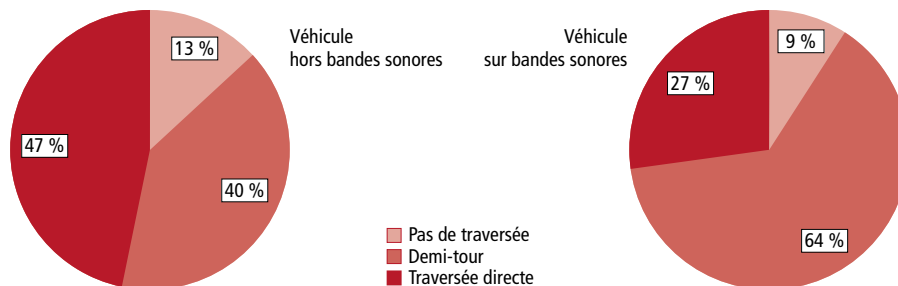 13 %
Véhicule
hors bandes sonores
47 %
40 %
Véhicule
sur bandes sonores
9 %
27 %
64 %
Pas de traversée
Demi-tour
Traversée directe